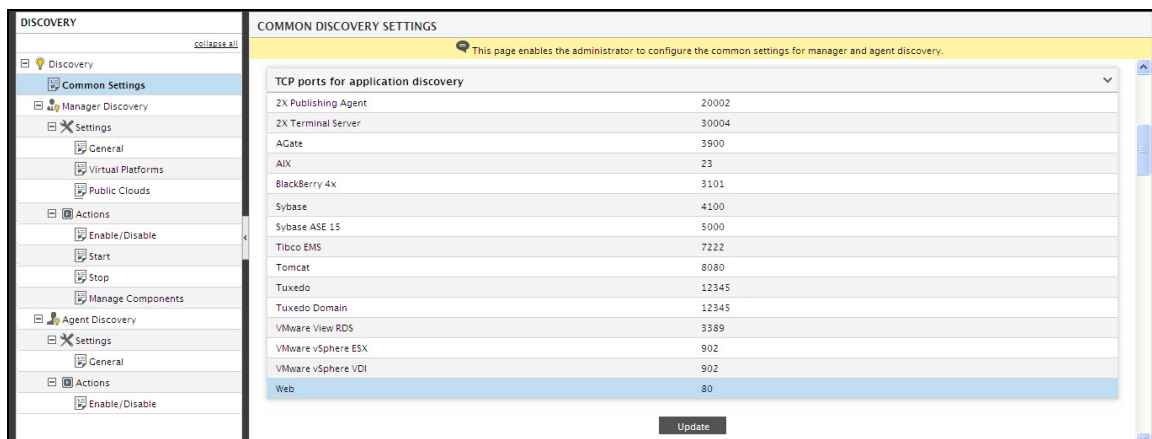 DISCOVERY
collapse all
Discovery
Common Settings
Manager Discovery
Settings
General
Virtual Platforms
Public Clouds
Actions
Enable/Disable
Start
Stop
Manage Components
Agent Discovery
Settings
General
Actions
Enable/Disable
COMMON DISCOVERY SETTINGS
This page enables the administrator to configure the common settings for manager and agent discovery.
TCP ports for application discovery
2X Publishing Agent 20002
2X Terminal Server 30004
AGate 3900
AIX 23
BlackBerry 4x 3101
Sybase 4100
Sybase ASE 15 5000
Tibco EMS 7222
Tomcat 8080
Tuxedo 12345
Tuxedo Domain 12345
VMware View RDS 3389
VMware vSphere ESX 902
VMware vSphere VDI 902
Web 80
Update